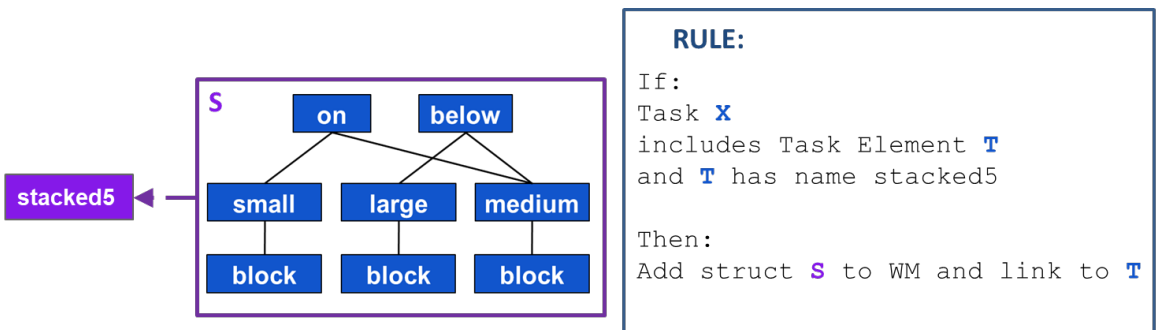 stacked5
S
on below
small large medium
block block block
RULE:
If:
Task X
includes Task Element T
and T has name stacked5
Then:
Add struct S to WM and link to T